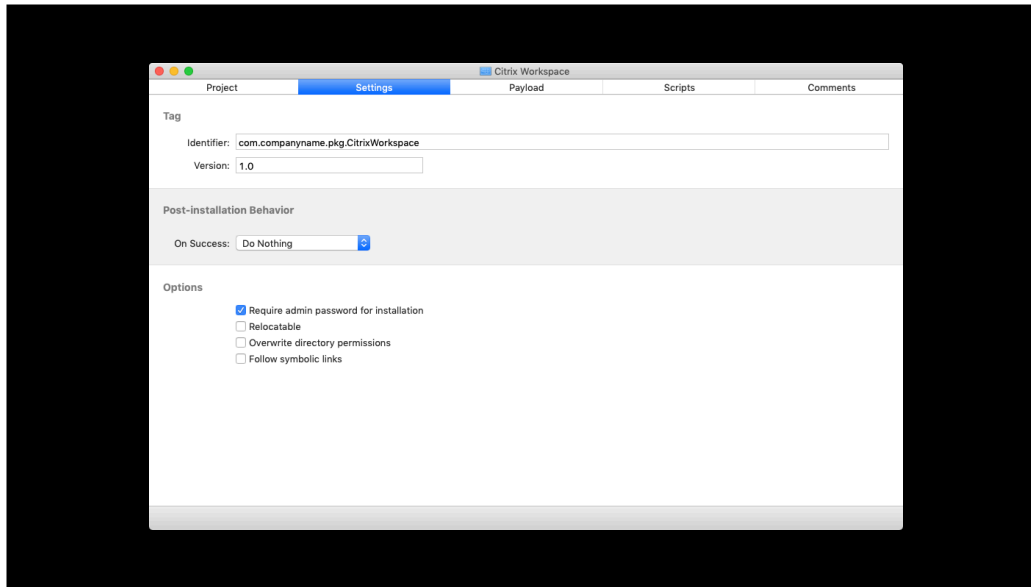 Citrix Workspace
Project Settings Payload Scripts Comments
Tag
Identifier: com.companyname.pkg.CitrixWorkspace
Version: 1.0
Post-installation Behavior
On Success: Do Nothing
Options
Require admin password for installation
Relocatable
Overwrite directory permissions
Follow symbolic links